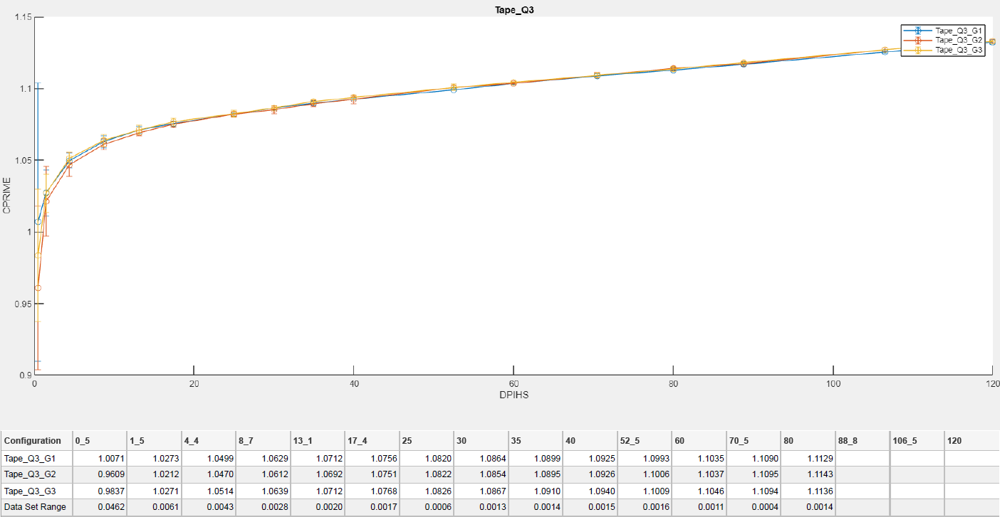 Tape_Q3
1.15
1.1
1.05
1
0.95
0.9
CPRIME
Tape_Q3_G1
Tape_Q3_G2
Tape_Q3_G3
0 20 40 60 80 100 120
DPIHS
Configuration 0_5 1_5 4_4 8_7 13_1 17_4 25 30 35 40 52_5 60 70_5 80 88_8 106_5 120
Tape_Q3_G1 1.0071 1.0273 1.0499 1.0629 1.0712 1.0756 1.0820 1.0864 1.0899 1.0925 1.0993 1.1035 1.1090 1.1129
Tape_Q3_G2 0.9609 1.0212 1.0470 1.0612 1.0692 1.0751 1.0822 1.0854 1.0895 1.0926 1.1006 1.1037 1.1095 1.1143
Tape_Q3_G3 0.9837 1.0271 1.0514 1.0639 1.0712 1.0768 1.0826 1.0867 1.0910 1.0940 1.1009 1.1046 1.1094 1.1136
Data Set Range 0.0462 0.0061 0.0043 0.0028 0.0020 0.0017 0.0006 0.0013 0.0014 0.0015 0.0016 0.0011 0.0004 0.0014